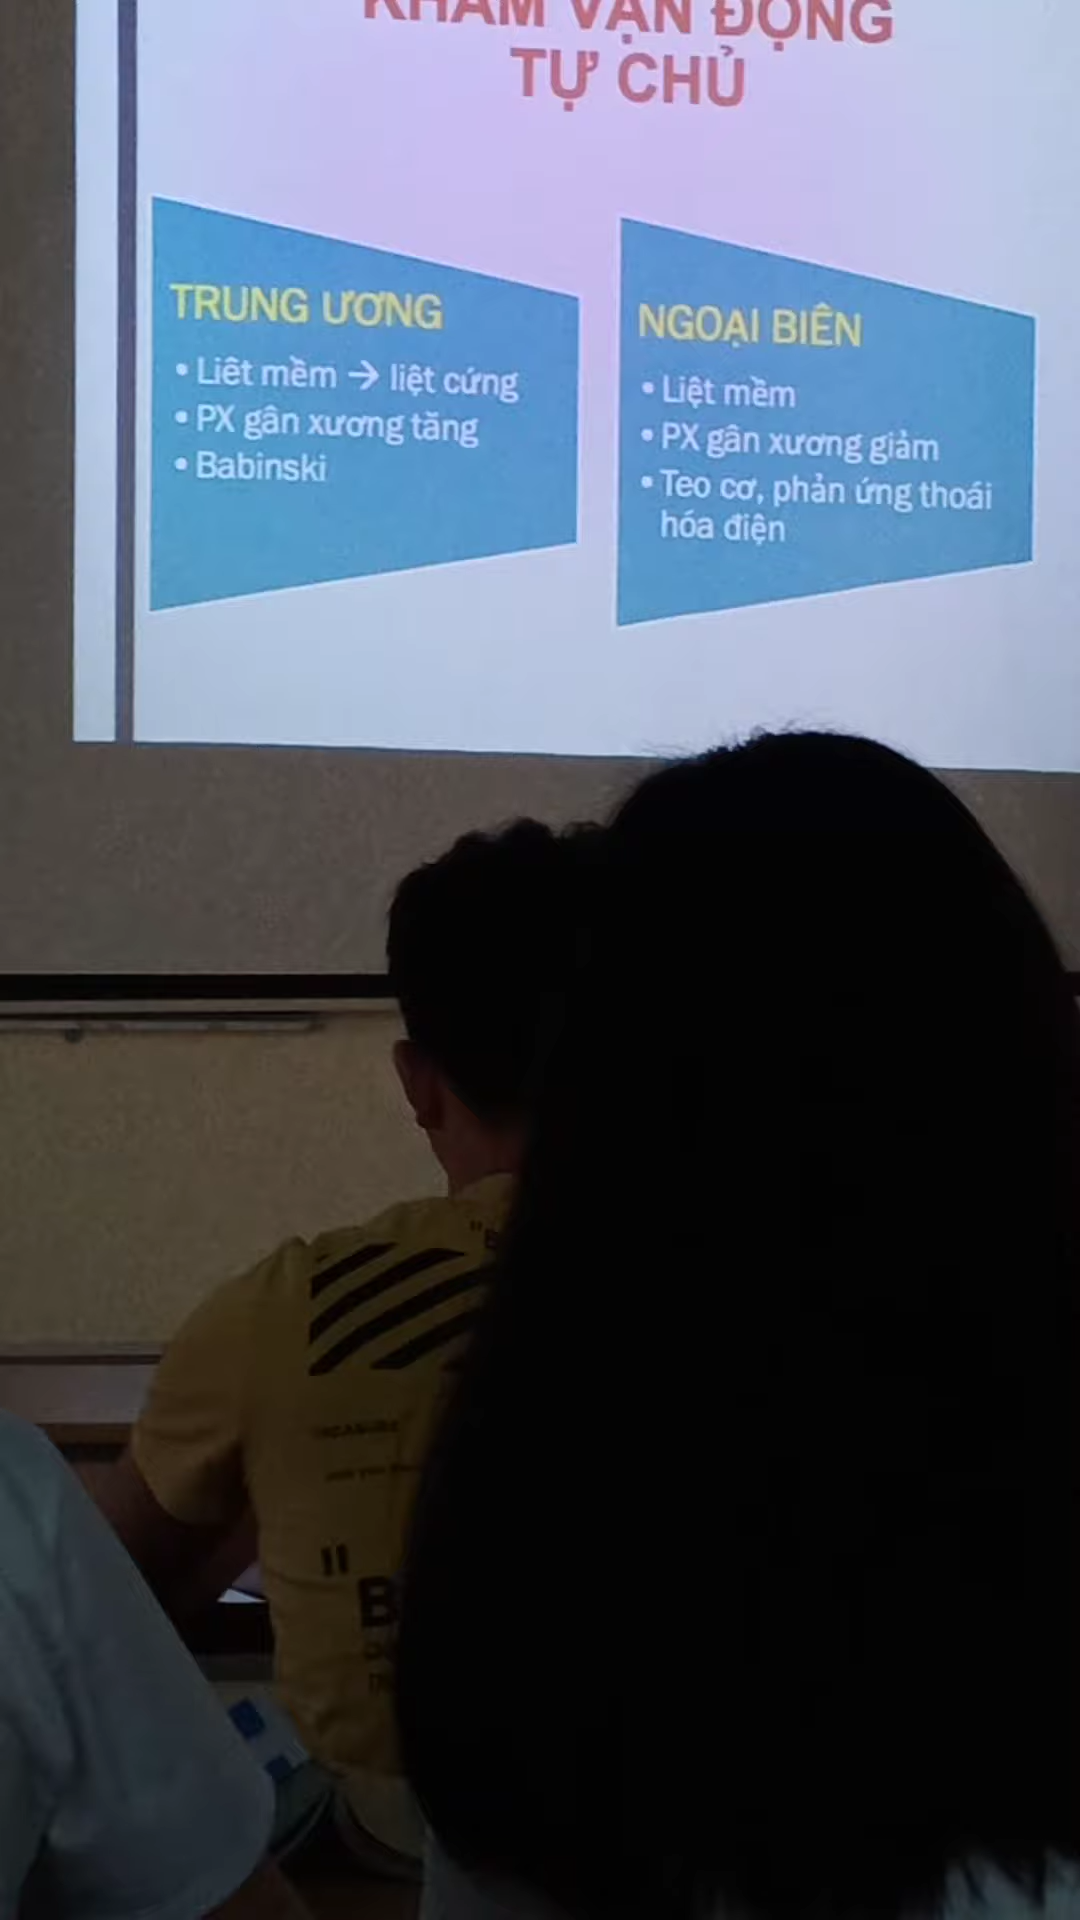 KHÁM VẬN ĐỘNG
TỰ CHỦ
TRUNG ƯƠNG
• Liêt mềm → liệt cứng
• PX gân xương tăng
• Babinski
NGOẠI BIÊN
• Liệt mềm
• PX gân xương giảm
• Teo cơ, phản ứng thoái
hóa điện
"B
"
B